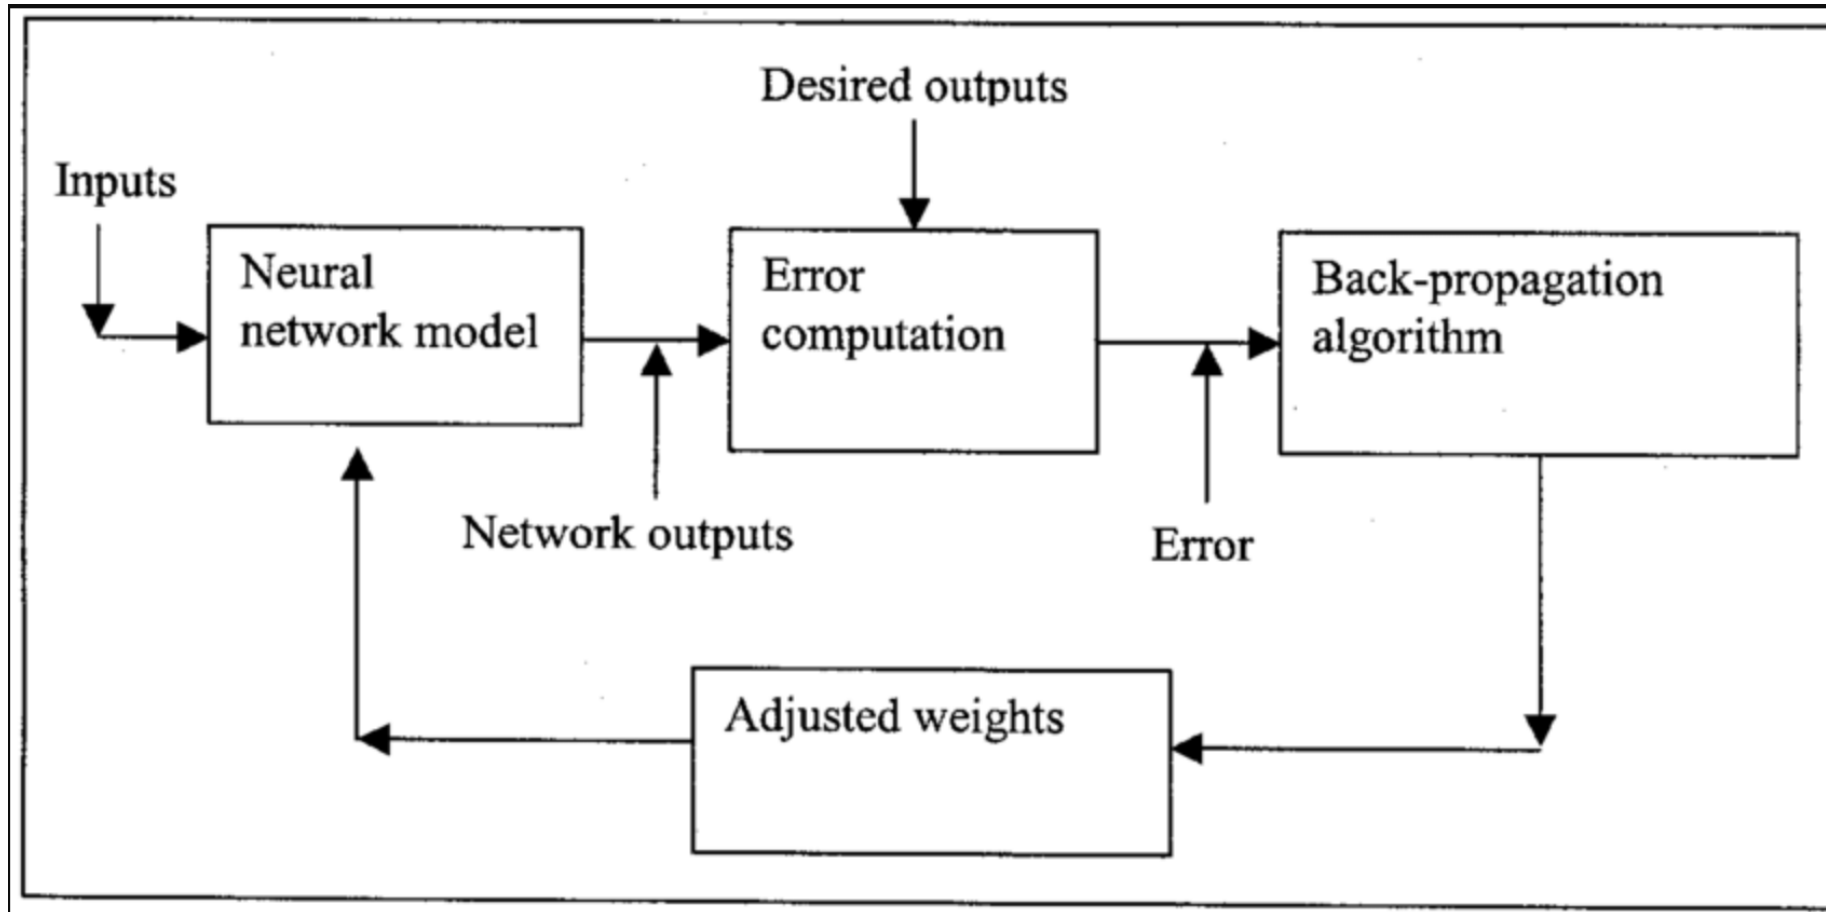 Desired outputs
Inputs
Neural
network model
Error
computation
Back-propagation
algorithm
Network outputs
Error
Adjusted weights